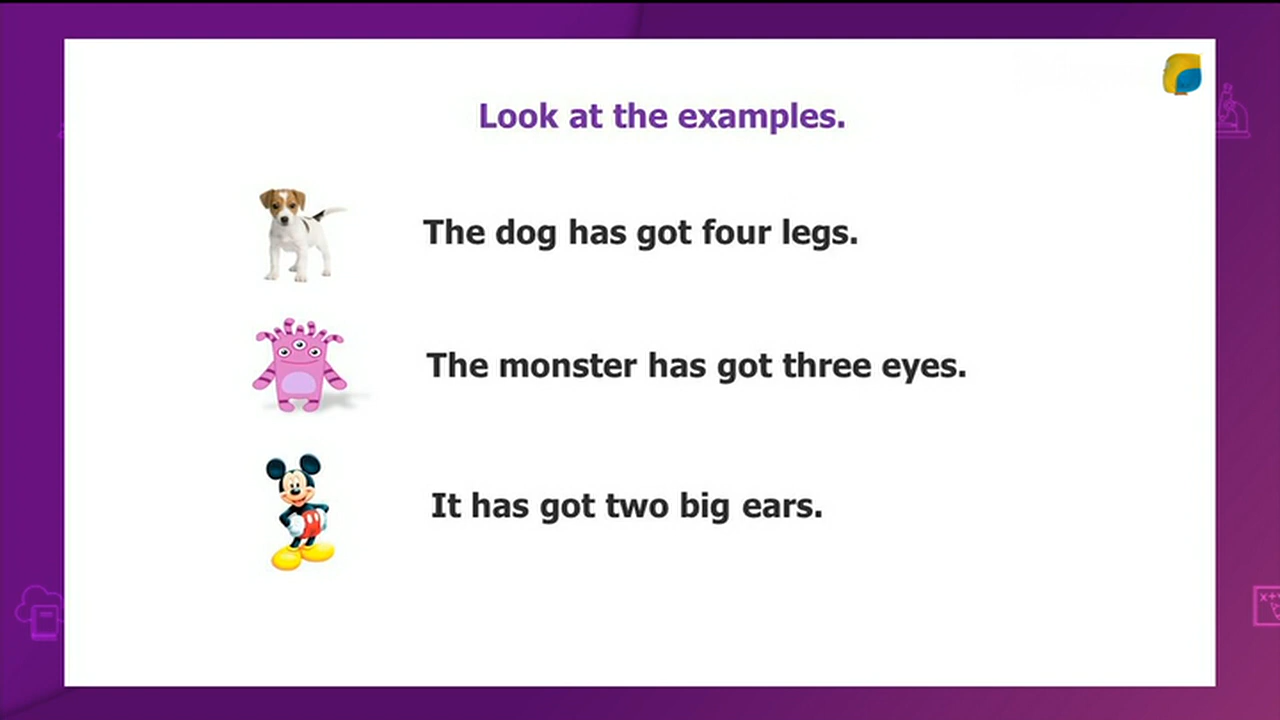 Look at the examples.
The dog has got four legs.
The monster has got three eyes.
It has got two big ears.